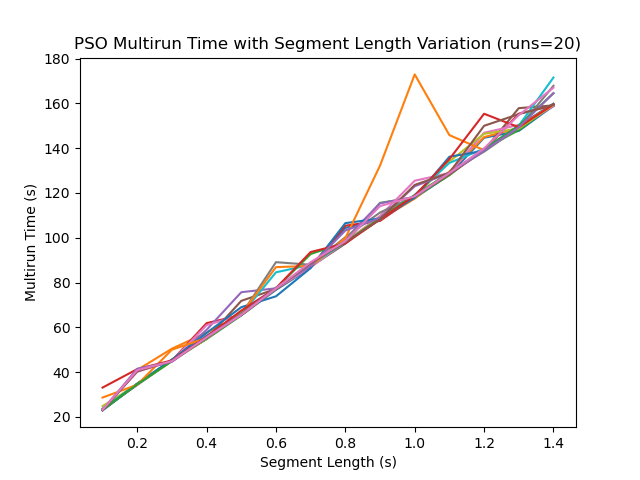 PSO Multirun Time with Segment Length Variation (runs=20)
180
160
140
120
100
80
60
40
20
Multirun Time (s)
0.2 0.4 0.6 0.8 1.0 1.2 1.4
Segment Length (s)